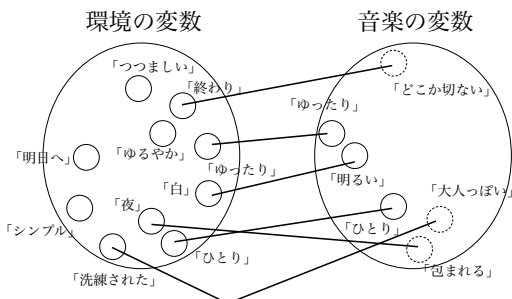 環境の変数
音楽の変数
「つつましい」
「終わり」
「どこか切ない」
「ゆったり」
「明日へ」
「ゆるやか」
「ゆったり」
「明るい」
「白」
「大人っぽい」
「夜」
「シンプル」
「ひとり」
「ひとり」
「洗練された」
「包まれる」